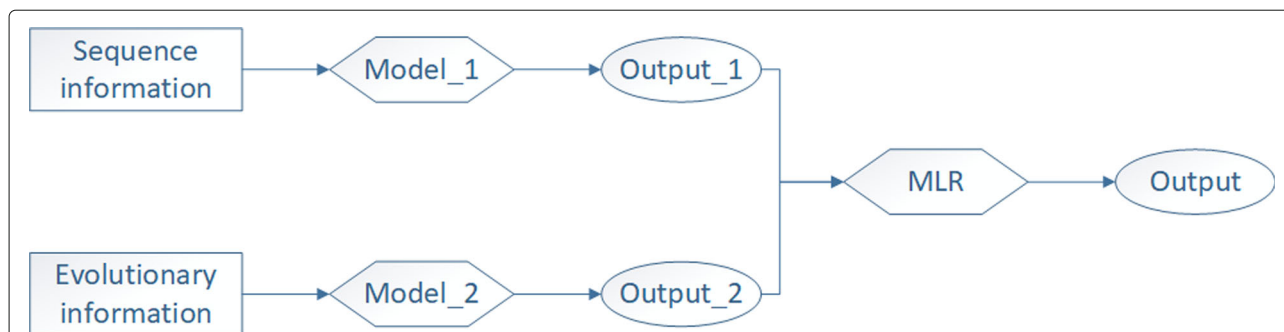 Sequence
information
Model_1
Output_1
MLR
Output
Evolutionary
information
Model_2
Output_2